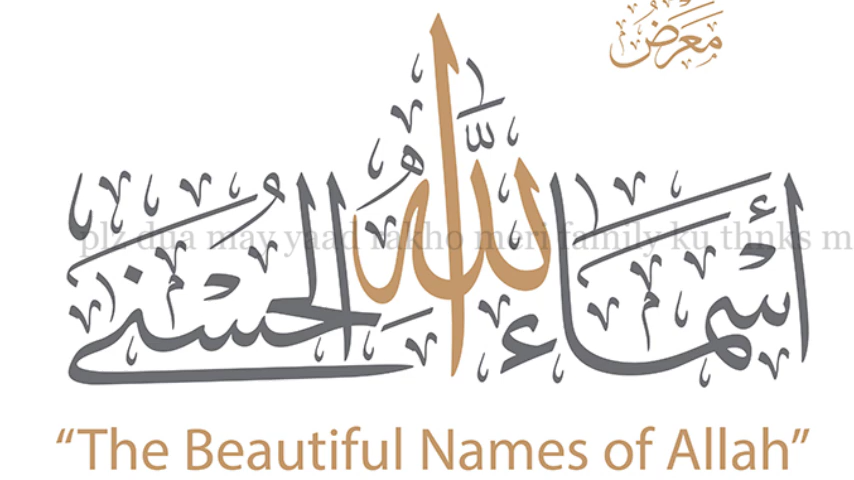 معرض
أسماء الله الحسنى
plz dua may yaad rakho meri family ku thnks m
“The Beautiful Names of Allah”